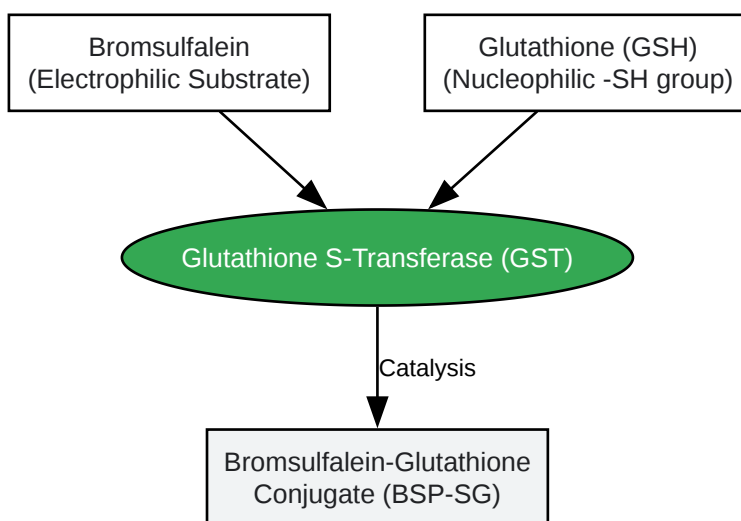 Bromsulfalein
(Electrophilic Substrate)
Glutathione (GSH)
(Nucleophilic -SH group)
Glutathione S-Transferase (GST)
Catalysis
Bromsulfalein-Glutathione
Conjugate (BSP-SG)